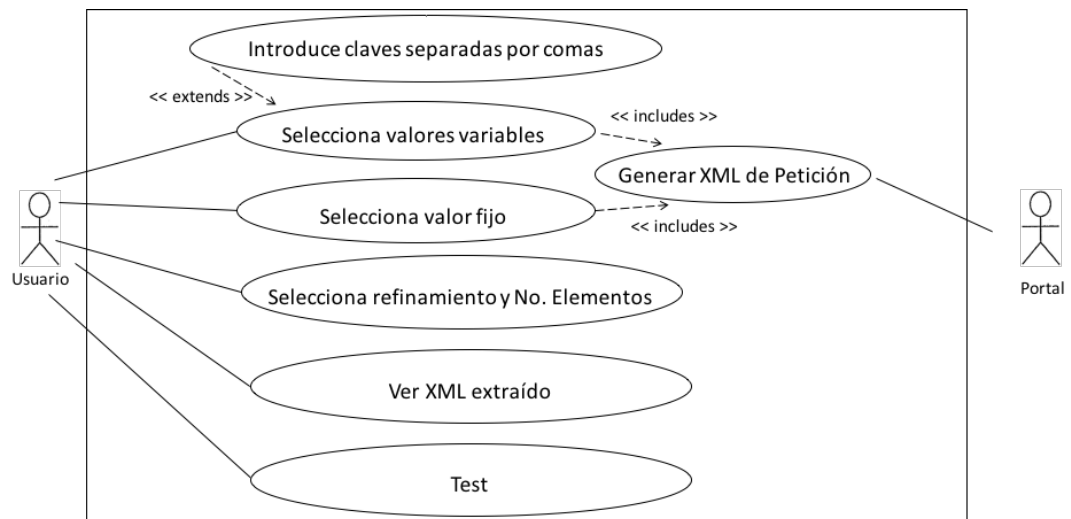 Introduce claves separadas por comas
<< extends >>
<< includes >>
Selecciona valores variables
Generar XML de Petición
Selecciona valor fijo
<< includes >>
Usuario
Portal
Selecciona refinamiento y No. Elementos
Ver XML extraído
Test